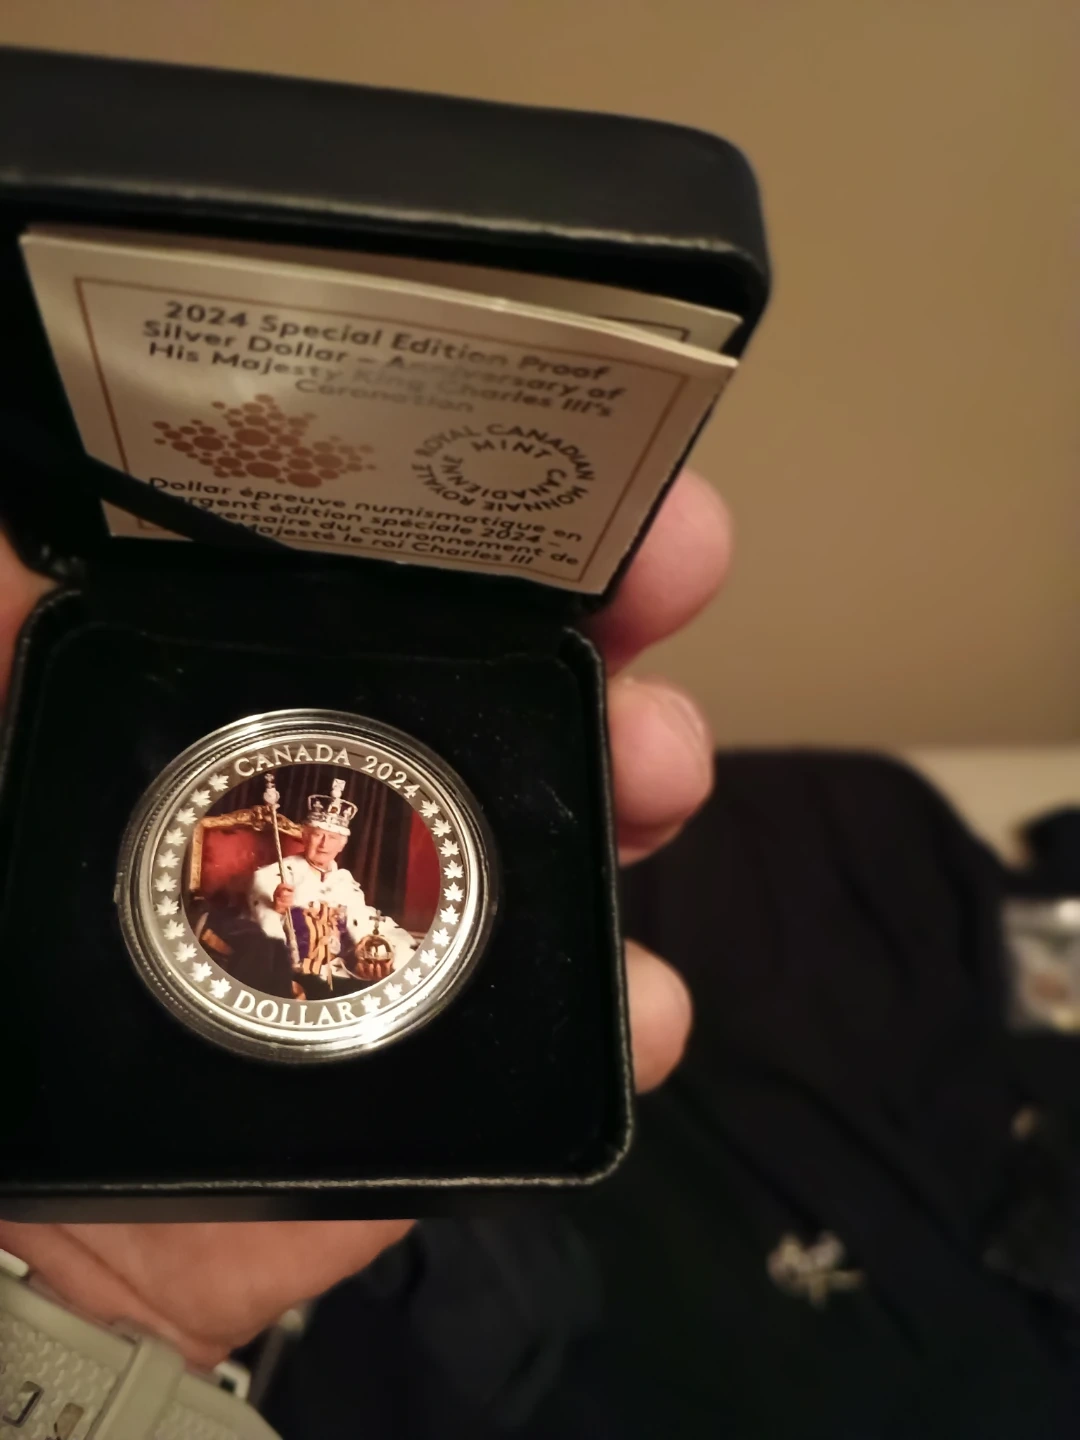 2024 Special Edition Proof
Silver Dollar – Anniversary of
His Majesty King Charles III's
Coronation
ROYAL CANADIAN MINT
MONNAIE ROYALE CANADIENNE
Dollar épreuve numismatique en
argent édition spéciale 2024 –
versaire du couronnement de
Majesté le roi Charles III
CANADA 2024
DOLLAR